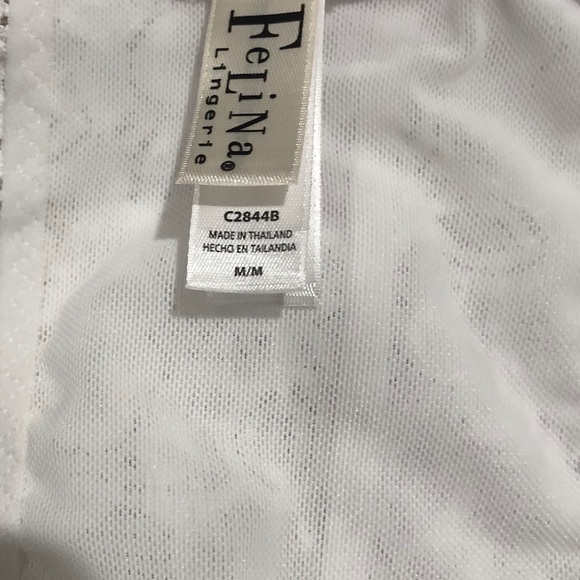 FeLiNa®
Lingerie
C2844B
MADE IN THAILAND
HECHO EN TAILANDIA
M/M